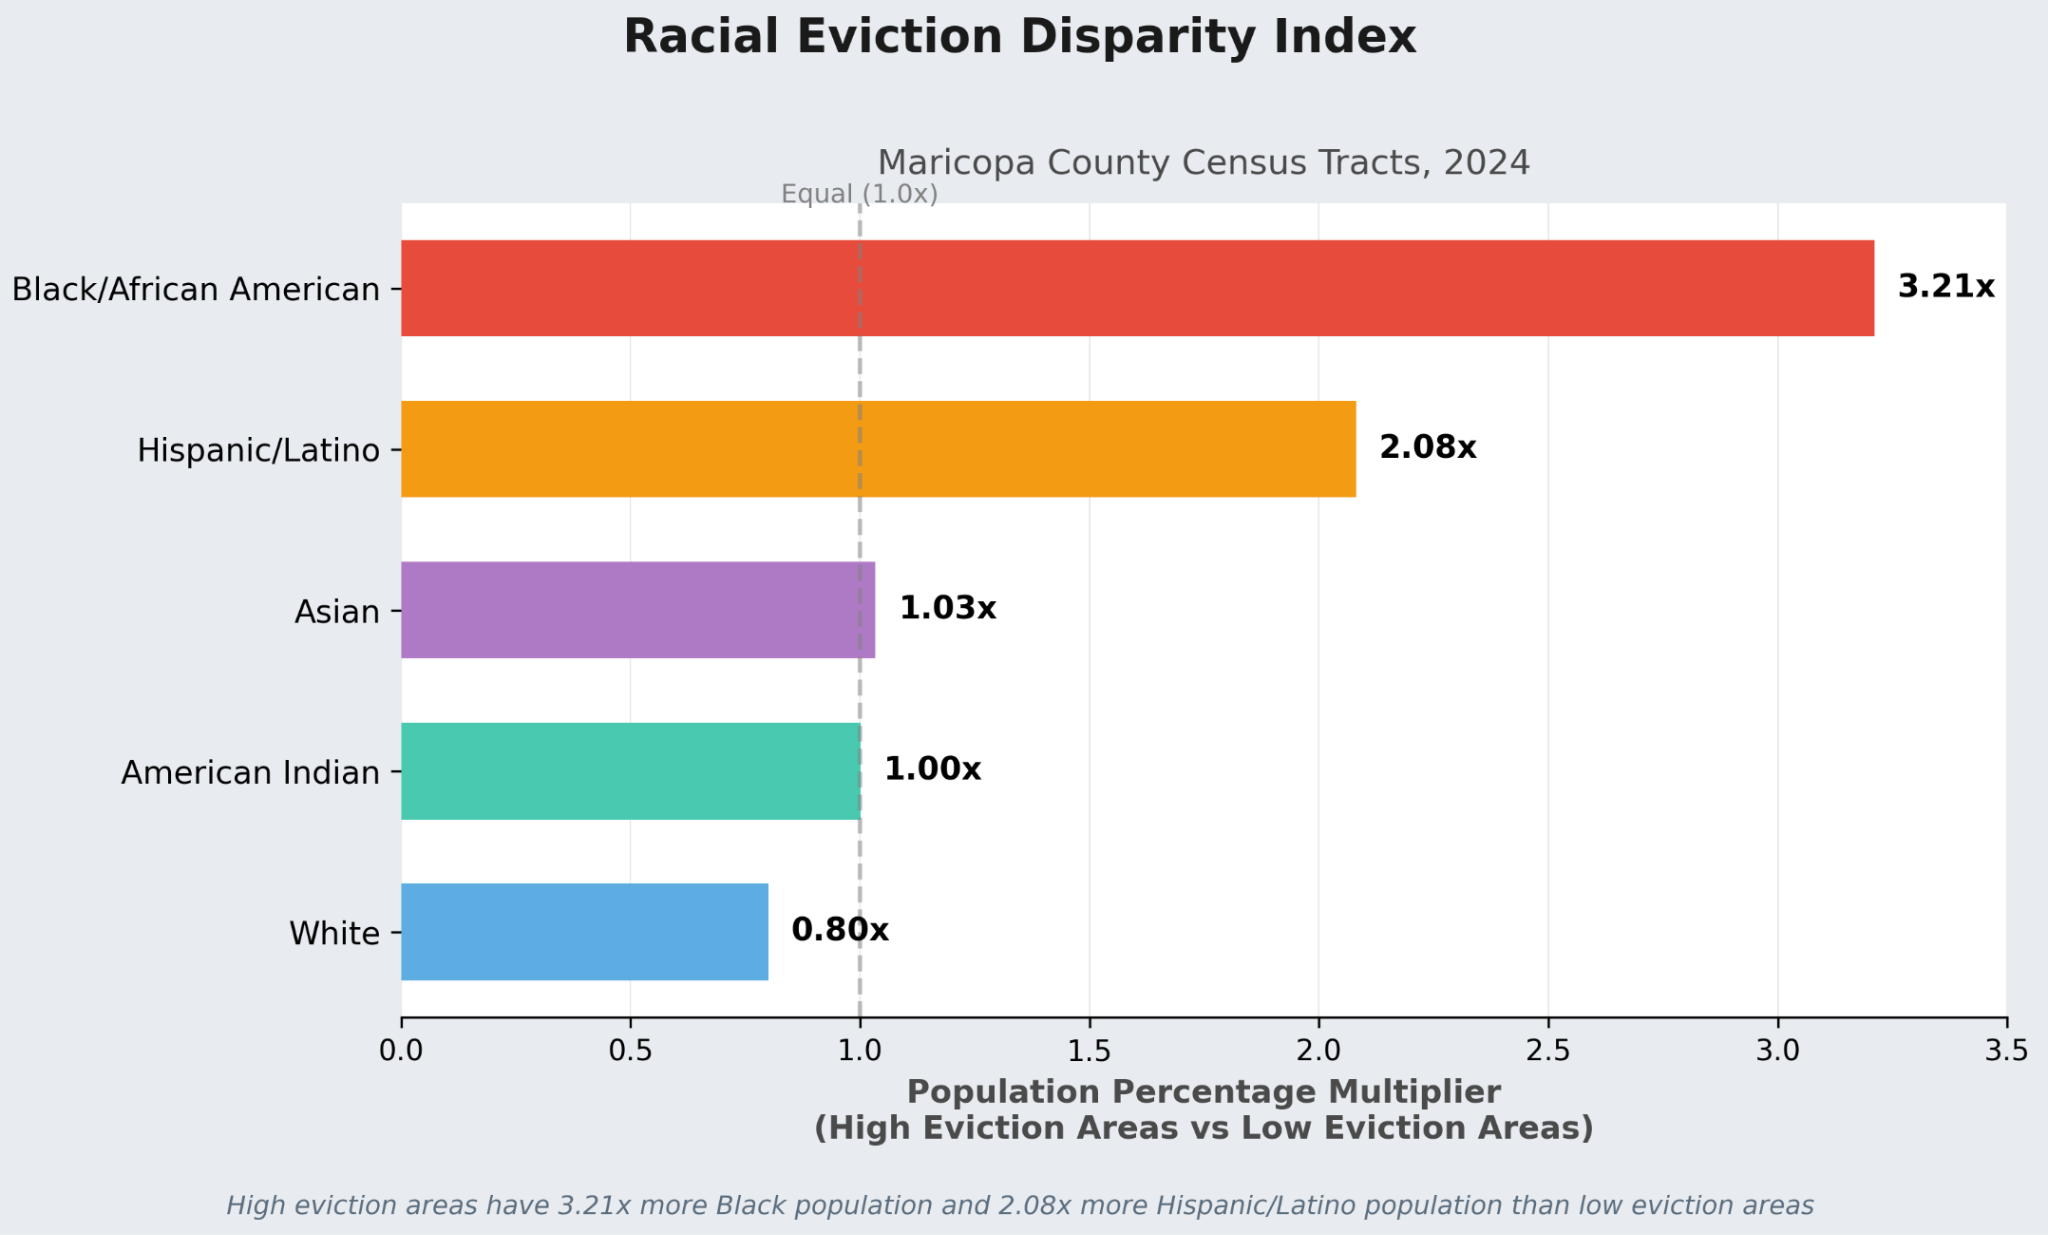 Racial Eviction Disparity Index
Maricopa County Census Tracts, 2024
Equal (1.0x)
Black/African American
3.21x
Hispanic/Latino
2.08x
Asian
1.03x
American Indian
1.00x
White
0.80x
0.0 0.5 1.0 1.5 2.0 2.5 3.0 3.5
Population Percentage Multiplier
(High Eviction Areas vs Low Eviction Areas)
High eviction areas have 3.21x more Black population and 2.08x more Hispanic/Latino population than low eviction areas